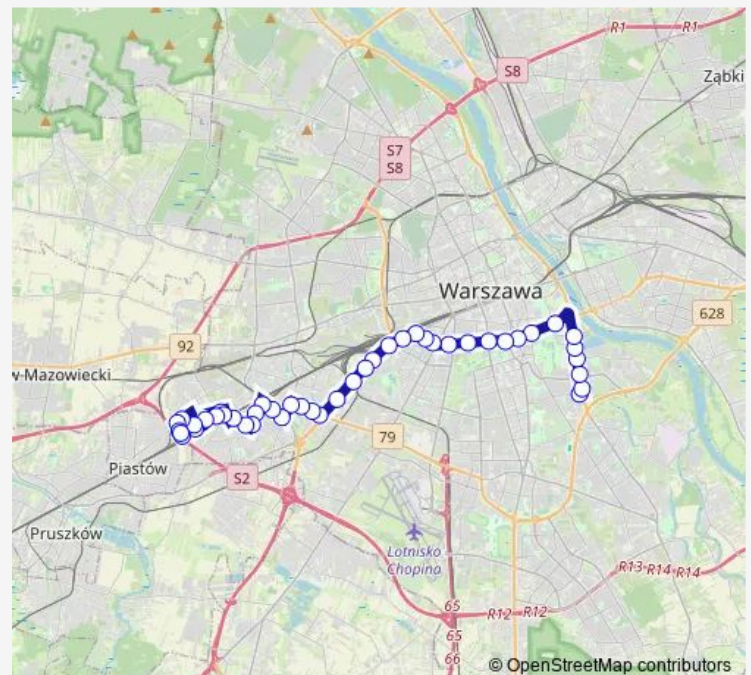 R1
R1
S8
Ząbki
S7
S8
Warszawa
628
92
w-Mazowiecki
79
Piastów
S2
Pruszków
Lotnisko
Chopina
R13 R14 R14
65
R12 R12
65
66
© OpenStreetMap contributors